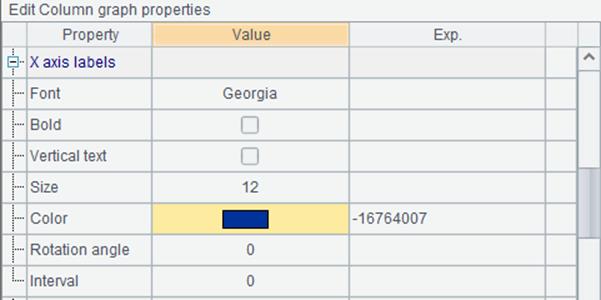 Edit Column graph properties
Property Value Exp.
X axis labels
Font Georgia
Bold
Vertical text
Size 12
Color -16764007
Rotation angle 0
Interval 0